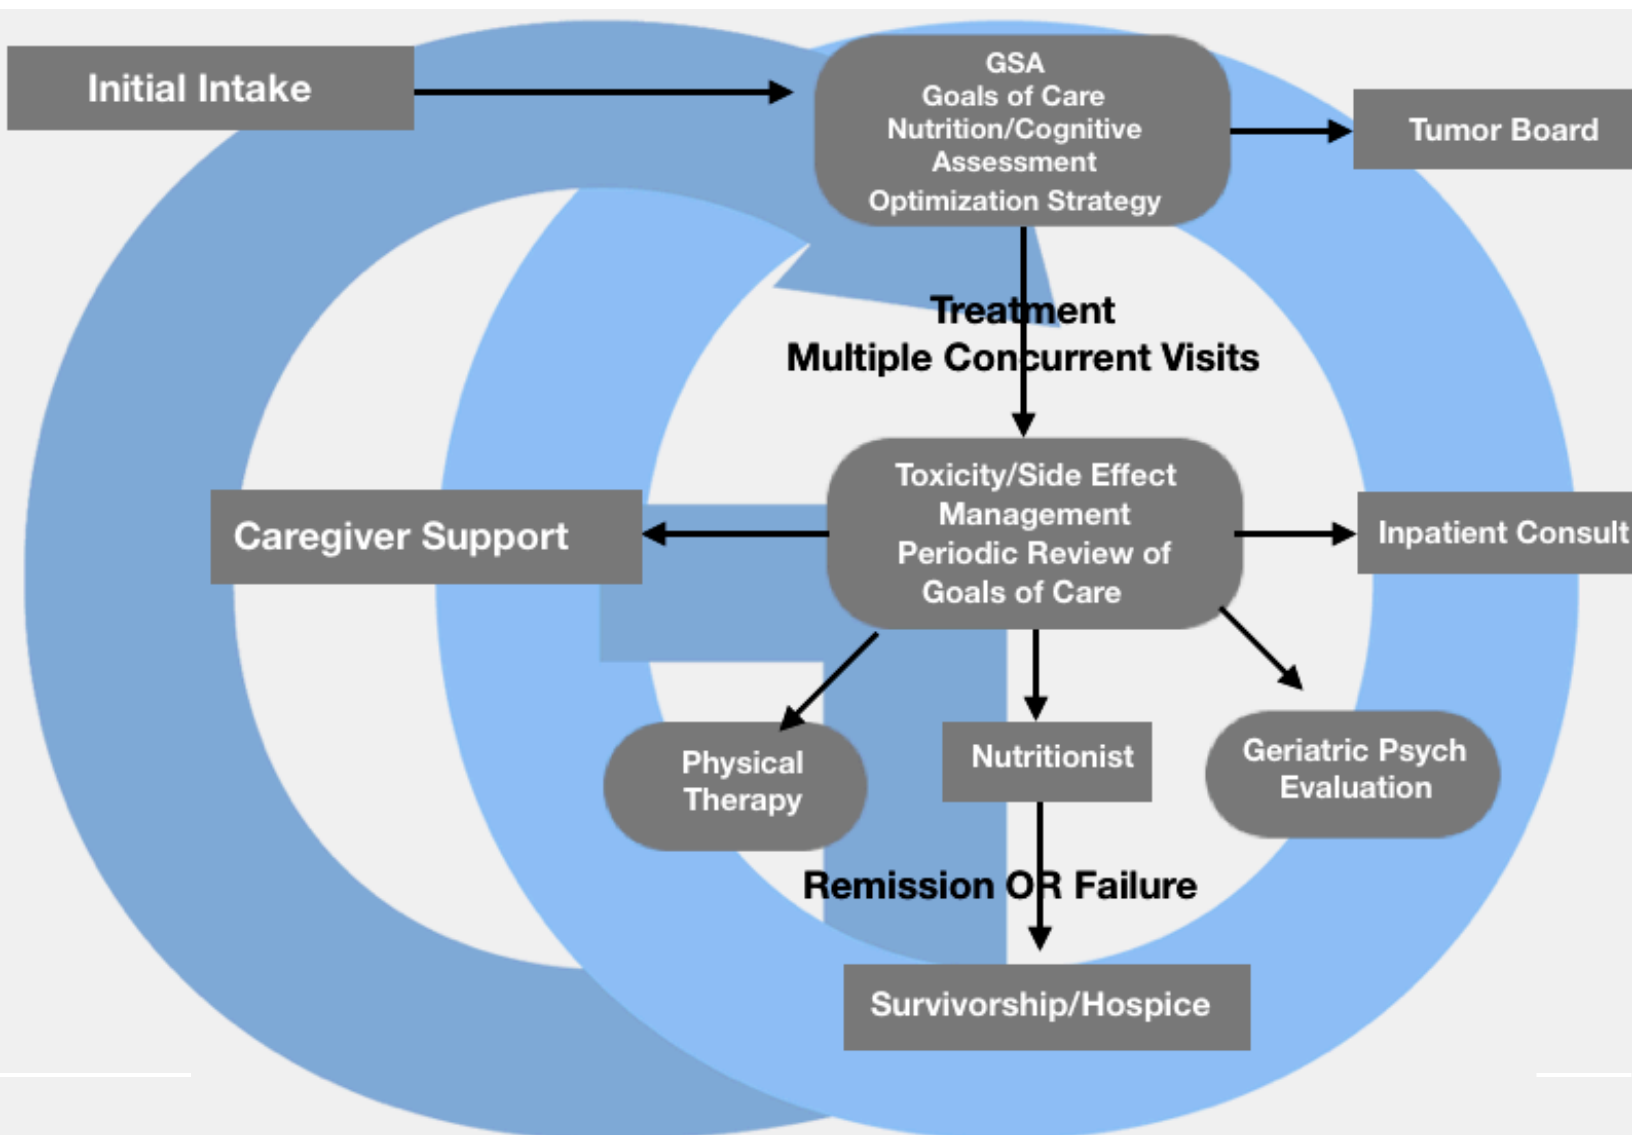 Initial Intake
GSA
Goals of Care
Nutrition/Cognitive
Assessment
Optimization Strategy
Tumor Board
Treatment
Multiple Concurrent Visits
Caregiver Support
Toxicity/Side Effect
Management
Periodic Review of
Goals of Care
Inpatient Consult
Physical
Therapy
Nutritionist
Geriatric Psych
Evaluation
Remission OR Failure
Survivorship/Hospice